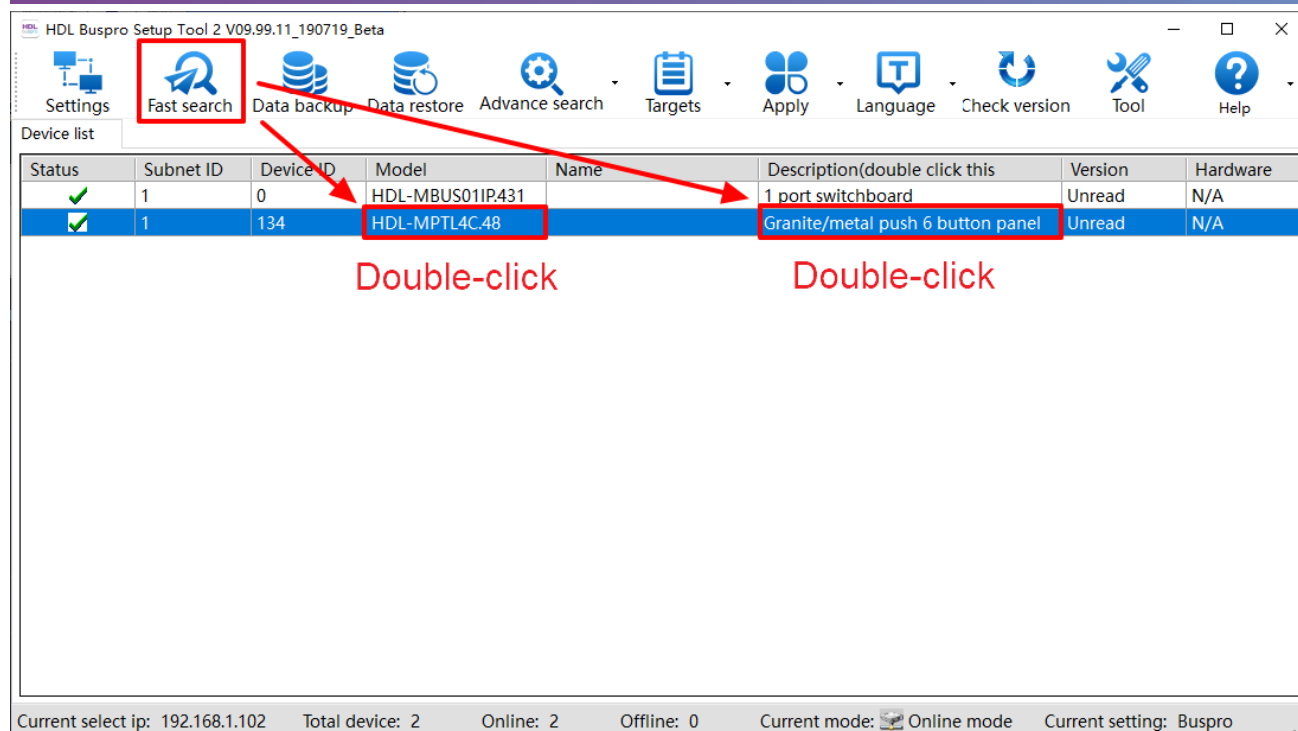 HDL Buspro Setup Tool 2 V09.99.11_190719_Beta
Settings Fast search Data backup Data restore Advance search Targets Apply Language Check version Tool Help
Device list
Status Subnet ID Device ID Model Name Description(double click this Version Hardware
1 0 HDL-MBUS01IP.431 1 port switchboard Unread N/A
1 134 HDL-MPTL4C.48 Granite/metal push 6 button panel Unread N/A
Double-click Double-click
Current select ip: 192.168.1.102 Total device: 2 Online: 2 Offline: 0 Current mode: Online mode Current setting: Buspro